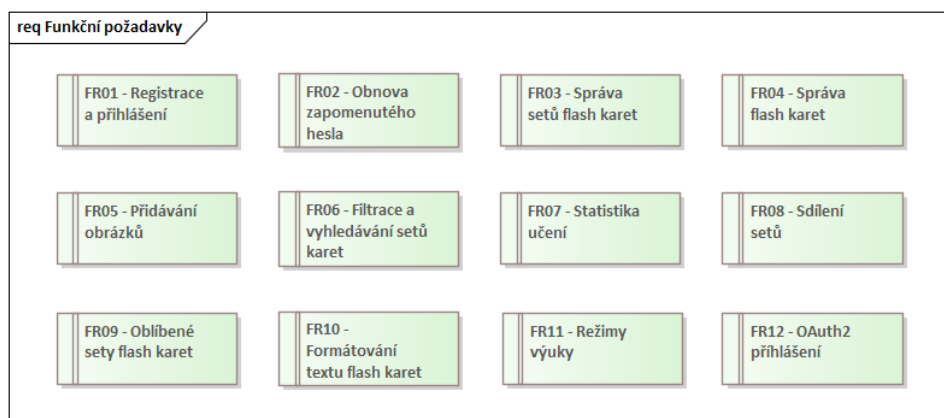 req Funkční požadavky
FR01 - Registrace
a přihlášení
FR02 - Obnova
zapomenutého
hesla
FR03 - Správa
setů flash karet
FR04 - Správa
flash karet
FR05 - Přidávání
obrázků
FR06 - Filtrace a
vyhledávání setů
karet
FR07 - Statistika
učení
FR08 - Sdílení
setů
FR09 - Oblíbené
sety flash karet
FR10 -
Formátování
textu flash karet
FR11 - Režimy
výuky
FR12 - OAuth2
příhlášení